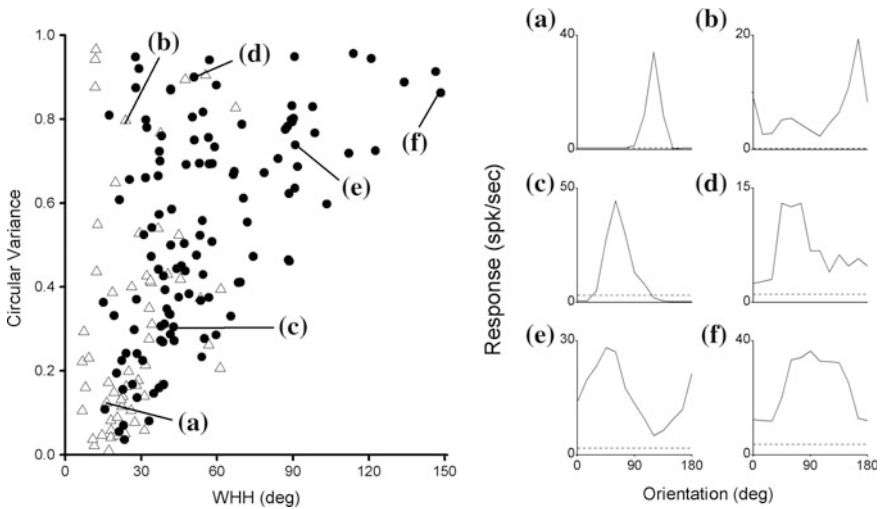 1.0
0.8
0.6
0.4
0.2
0.0
0
30
60
90
120
150
Circular Variance
WHH (deg)
(b)
(d)
(f)
(e)
(c)
(a)
Response (spk/sec)
Orientation (deg)
(a)
40
0
(b)
20
0
(c)
50
0
(d)
15
0
(e)
30
0
0
90
180
(f)
40
0
0
90
180